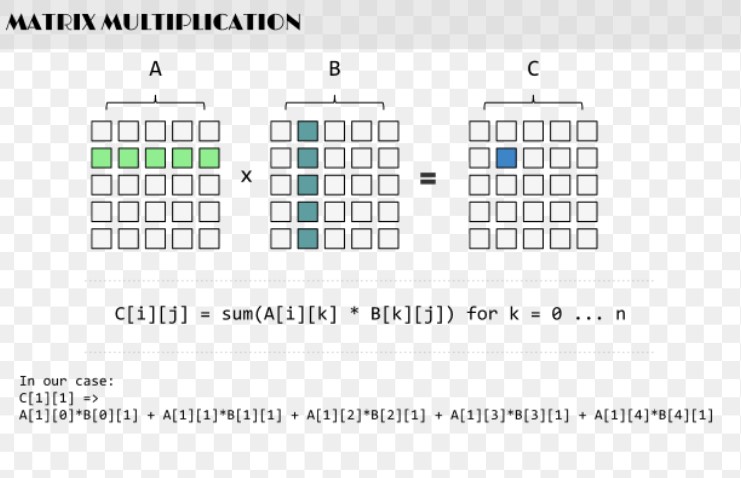 MATRIX MULTIPLICATION
A B C
x =
C[i][j] = sum(A[i][k] * B[k][j]) for k = 0 ... n
In our case:
C[1][1] =>
A[1][0]*B[0][1] + A[1][1]*B[1][1] + A[1][2]*B[2][1] + A[1][3]*B[3][1] + A[1][4]*B[4][1]